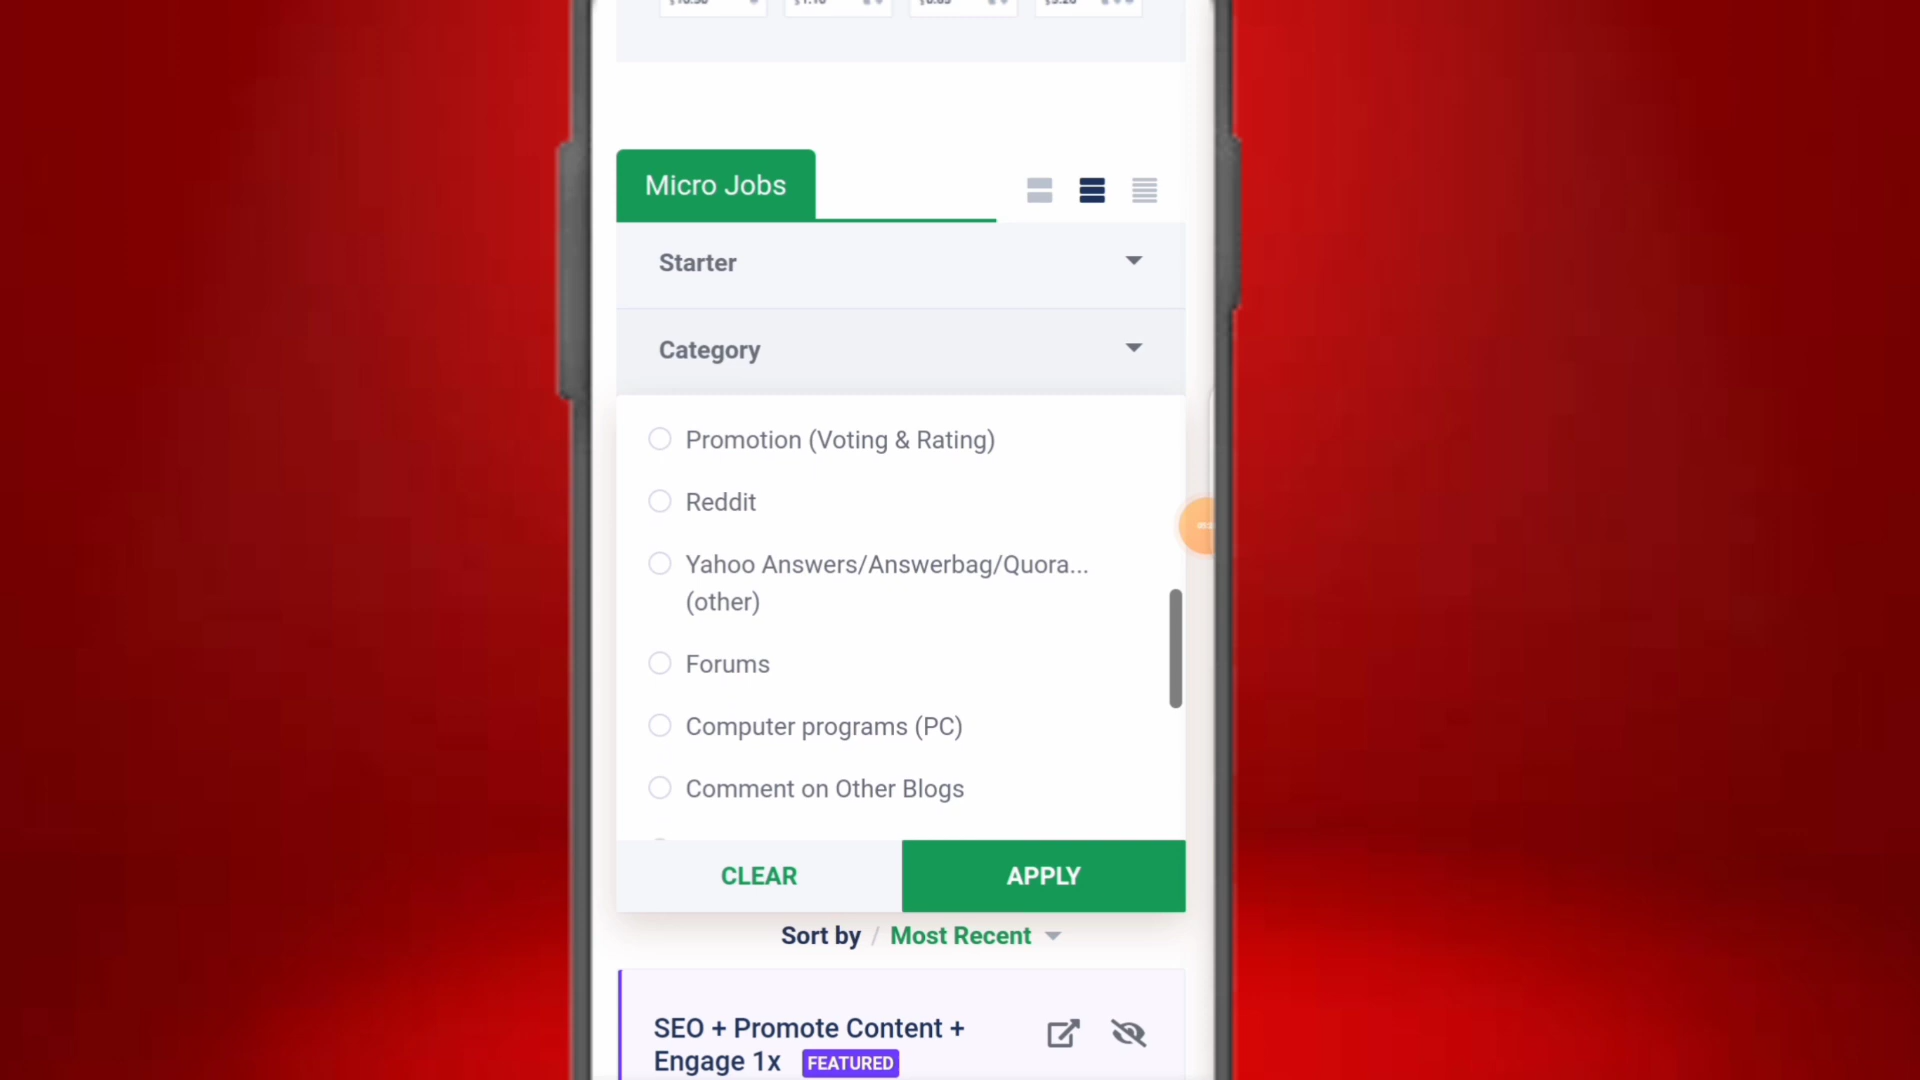 Micro Jobs
Starter
Category
Promotion (Voting & Rating)
Reddit
Yahoo Answers/Answerbag/Quora...
(other)
Forums
Computer programs (PC)
Comment on Other Blogs
CLEAR
APPLY
Sort by / Most Recent
SEO + Promote Content +
Engage 1x FEATURED